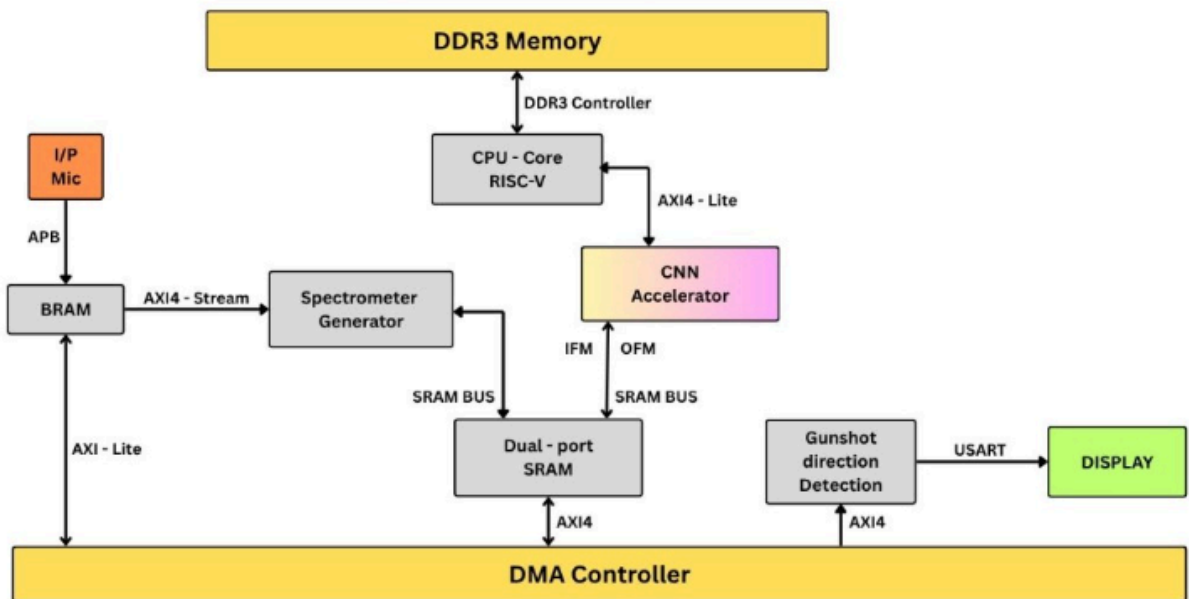 DDR3 Memory
DDR3 Controller
I/P
Mic
CPU - Core
RISC-V
APB
AXI4 - Lite
BRAM
AXI4 - Stream
Spectrometer
Generator
CNN
Accelerator
IFM
OFM
SRAM BUS
SRAM BUS
AXI - Lite
Dual - port
SRAM
Gunshot
direction
Detection
USART
DISPLAY
AXI4
AXI4
DMA Controller